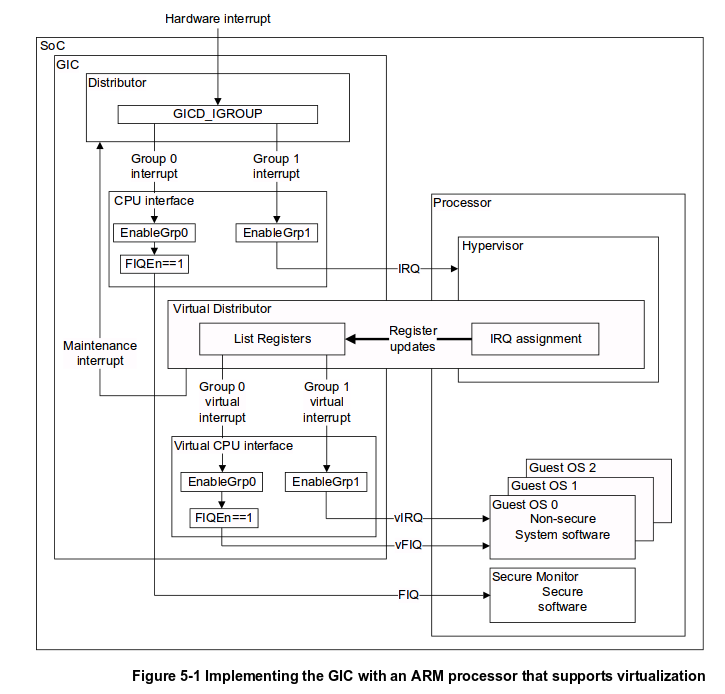 Hardware interrupt
SoC
GIC
Distributor
GICD_IGROUP
Group 0
interrupt
Group 1
interrupt
CPU interface
EnableGrp0
EnableGrp1
FIQEn==1
Processor
Hypervisor
IRQ
Virtual Distributor
List Registers
Register
updates
IRQ assignment
Maintenance
interrupt
Group 0
virtual
interrupt
Group 1
virtual
interrupt
Virtual CPU interface
EnableGrp0
EnableGrp1
FIQEn==1
Guest OS 2
Guest OS 1
Guest OS 0
Non-secure
System software
vIRQ
vFIQ
Secure Monitor
Secure
software
FIQ
Figure 5-1 Implementing the GIC with an ARM processor that supports virtualization